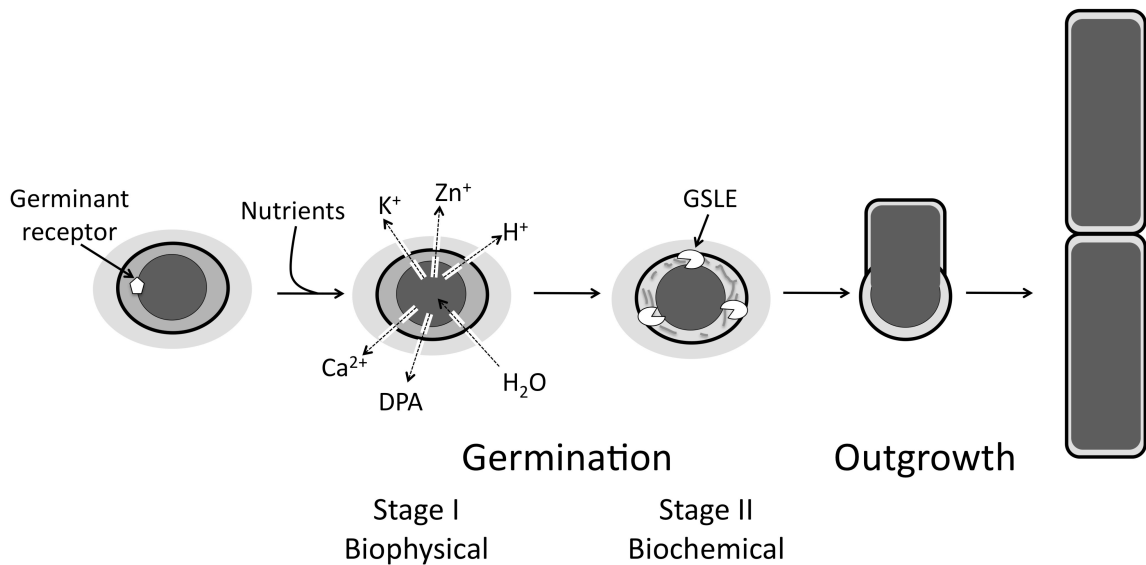 Germinant
receptor
Nutrients
K⁺
Zn⁺
H⁺
Ca²⁺
DPA
H₂O
GSLE
Germination
Outgrowth
Stage I
Biophysical
Stage II
Biochemical